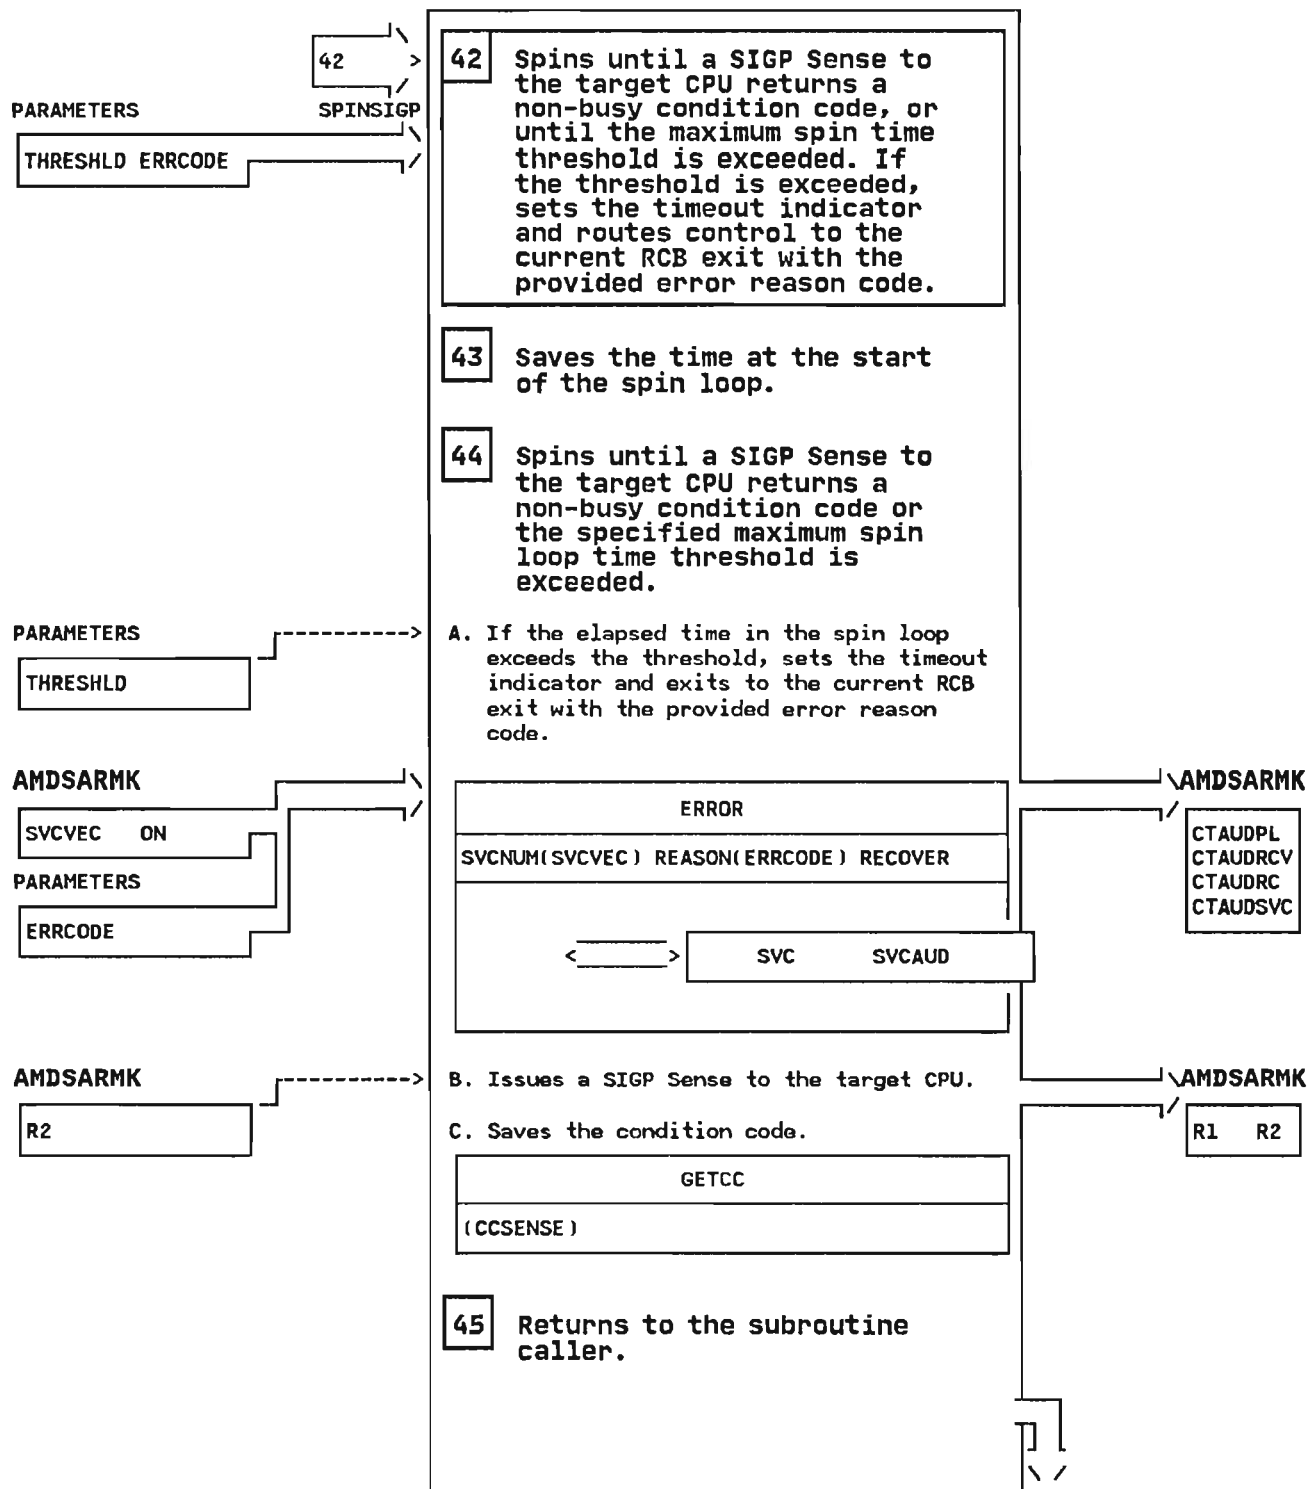 42
42
Spins until a SIGP Sense to
the target CPU returns a
non-busy condition code, or
until the maximum spin time
threshold is exceeded. If
the threshold is exceeded,
sets the timeout indicator
and routes control to the
current RCB exit with the
provided error reason code.
PARAMETERS
SPINSIGP
THRESHLD ERRCODE
43
Saves the time at the start
of the spin loop.
44
Spins until a SIGP Sense to
the target CPU returns a
non-busy condition code or
the specified maximum spin
loop time threshold is
exceeded.
PARAMETERS
THRESHLD
A. If the elapsed time in the spin loop
exceeds the threshold, sets the timeout
indicator and exits to the current RCB
exit with the provided error reason
code.
AMDSARMK
SVCVEC ON
PARAMETERS
ERRCODE
ERROR
SVCNUM(SVCVEC) REASON(ERRCODE) RECOVER
SVC SVCAUD
AMDSARMK
CTAUDPL
CTAUDRCV
CTAUDRC
CTAUDSVC
AMDSARMK
R2
B. Issues a SIGP Sense to the target CPU.
C. Saves the condition code.
GETCC
(CCSENSE)
AMDSARMK
R1 R2
45
Returns to the subroutine
caller.